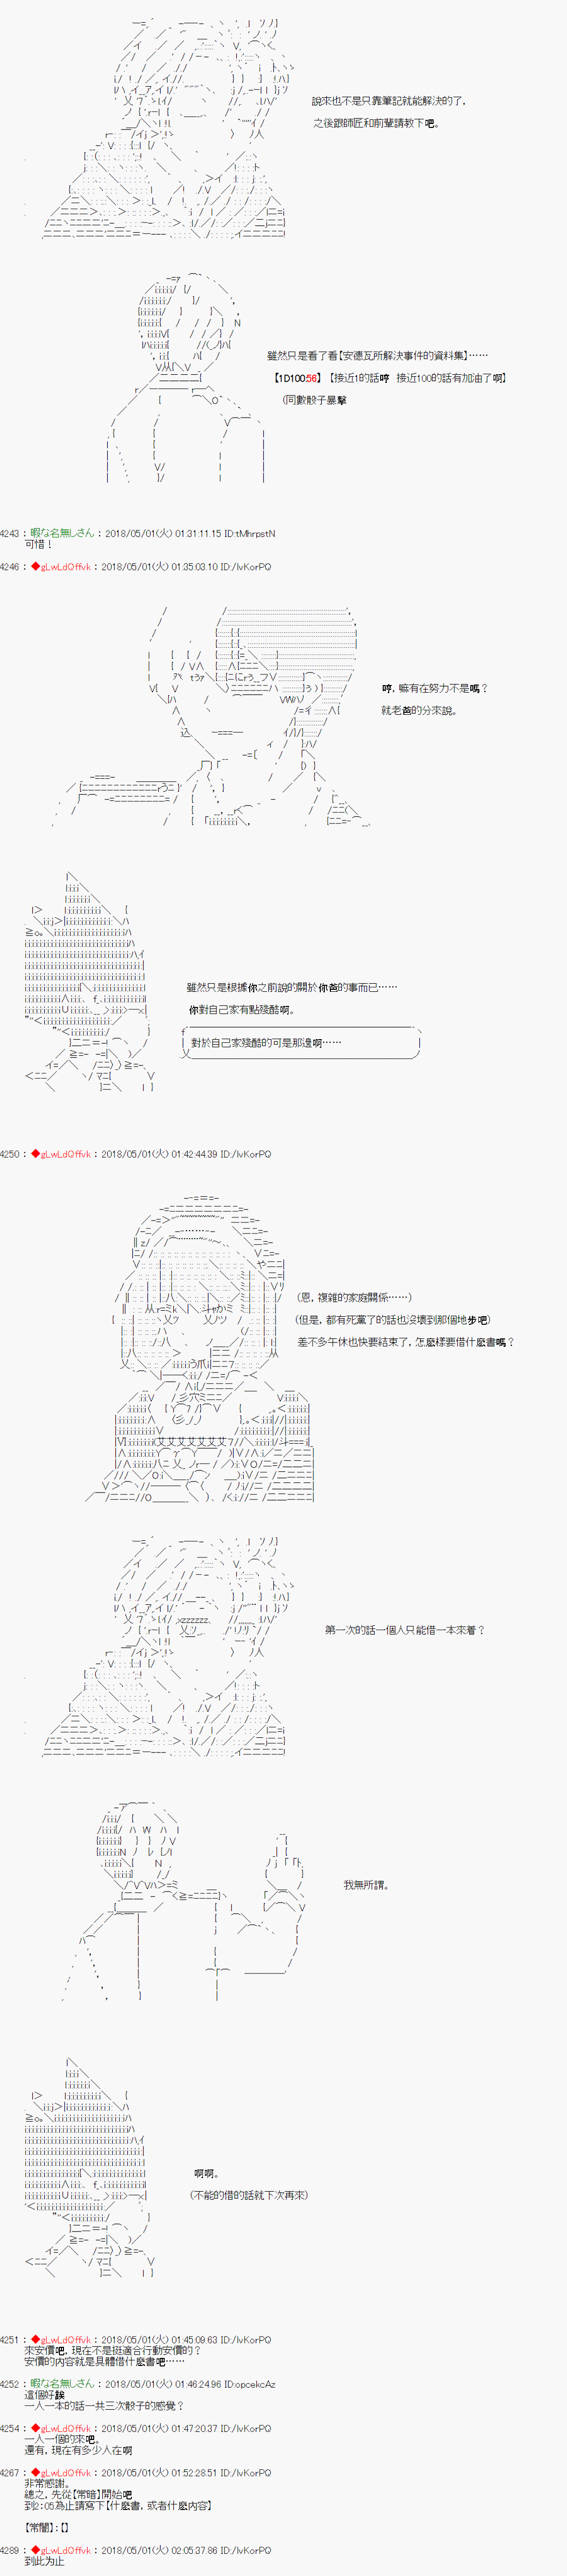 說來也不是只靠筆記就能解決的了,
之後跟師匠和前輩請教下吧。
雖然只是看了看【安德瓦所解決事件的資料集】……
【1D100:56】 【接近1的話哼 接近100的話有加油了啊】
(同數骰子暴擊
4243 : 暇な名無しさん : 2018/05/01(火) 01:31:11.15 ID:tMhrpstN
可惜!
4246 : ◆gLwLdQffvk : 2018/05/01(火) 01:35:03.10 ID:/IvKorPQ
哼,嘛有在努力不是嗎?
就老爸的分來說。
雖然只是根據你之前說的關於你爸的事而已……
你對自己家有點殘酷啊。
對於自己家殘酷的可是那邊啊……
4250 : ◆gLwLdQffvk : 2018/05/01(火) 01:42:44.39 ID:/IvKorPQ
(恩,複雜的家庭關係……)
(但是,都有死黨了的話也沒壞到那個地步吧)
差不多午休也快要結束了,怎麼樣要借什麼書嗎?
第一次的話一個人只能借一本來着?
我無所謂。
啊啊。
(不能的借的話就下次再來)
4251 : ◆gLwLdQffvk : 2018/05/01(火) 01:45:09.63 ID:/IvKorPQ
來安價吧,現在不是挺適合行動安價的?
安價的內容就是具體借什麼書吧……
4252 : 暇な名無しさん : 2018/05/01(火) 01:46:24.96 ID:opcekcAz
這個好誒
一人一本的話一共三次骰子的感覺?
4254 : ◆gLwLdQffvk : 2018/05/01(火) 01:47:20.37 ID:/IvKorPQ
一人一個的來吧。
還有,現在有多少人在啊
4267 : ◆gLwLdQffvk : 2018/05/01(火) 01:52:28.51 ID:/IvKorPQ
非常感謝。
總之,先從【常暗】開始吧
到2:05為止請寫下【什麼書,或者什麼內容】
【常闇】:【】
4289 : ◆gLwLdQffvk : 2018/05/01(火) 02:05:37.86 ID:/IvKorPQ
到此为止